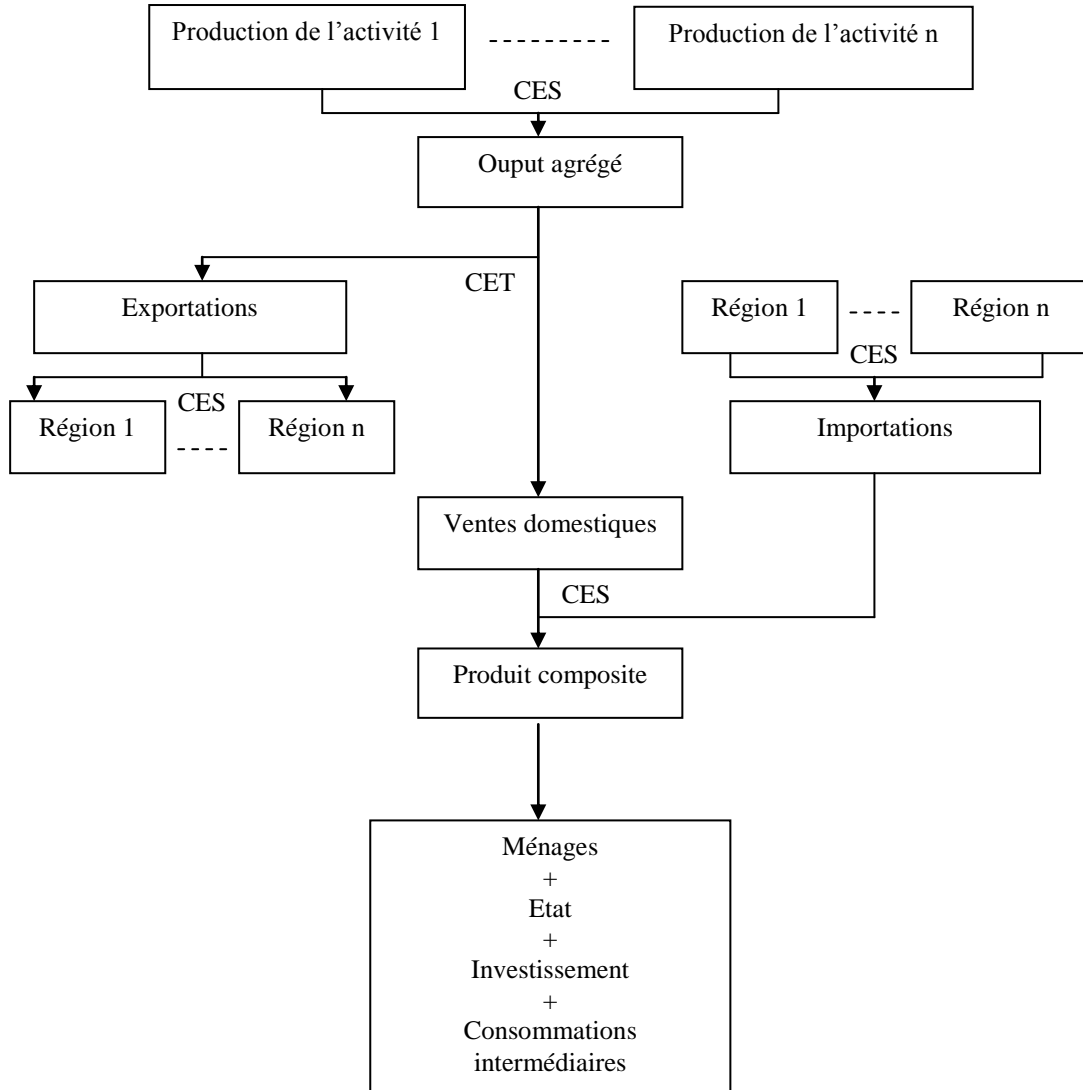 Production de l’activité 1
Production de l’activité n
CES
Ouput agrégé
CET
Exportations
Région 1
Région n
CES
CES
Région 1
Région n
Importations
Ventes domestiques
CES
Produit composite
Ménages
+
Etat
+
Investissement
+
Consommations
intermédiaires